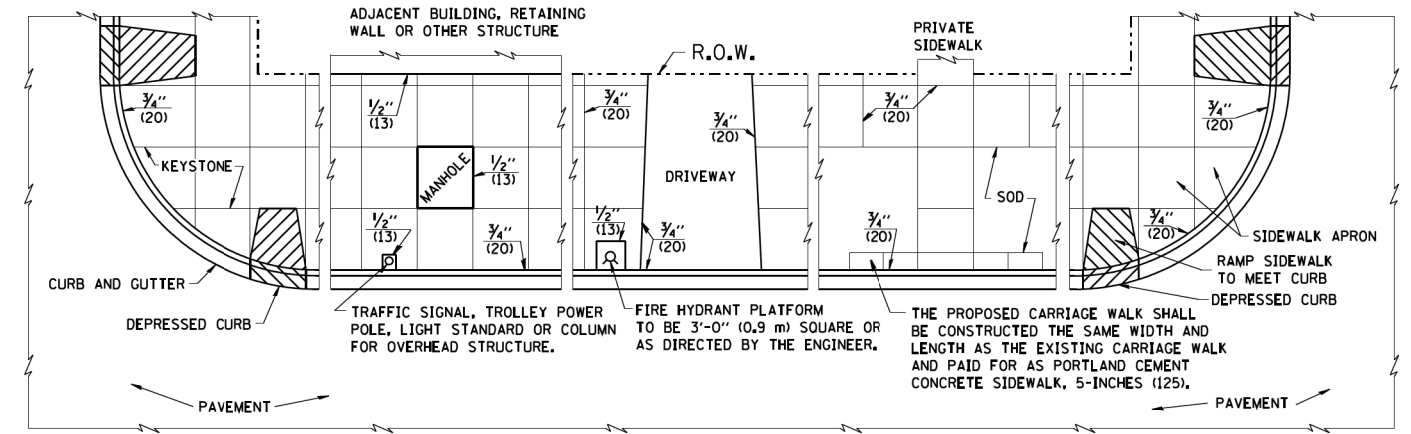 ADJACENT BUILDING, RETAINING
WALL OR OTHER STRUCTURE
R.O.W.
PRIVATE
SIDEWALK
3/4"
(20)
1/2"
(13)
3/4"
(20)
3/4"
(20)
3/4"
(20)
3/4"
(20)
KEYSTONE
MANHOLE
1/2"
(13)
DRIVEWAY
SOD
1/2"
(13)
3/4"
(20)
1/2"
(13)
3/4"
(20)
3/4"
(20)
3/4"
(20)
SIDEWALK APRON
RAMP SIDEWALK
TO MEET CURB
DEPRESSED CURB
CURB AND GUTTER
DEPRESSED CURB
TRAFFIC SIGNAL, TROLLEY POWER
POLE, LIGHT STANDARD OR COLUMN
FOR OVERHEAD STRUCTURE.
FIRE HYDRANT PLATFORM
TO BE 3'-0" (0.9 m) SQUARE OR
AS DIRECTED BY THE ENGINEER.
THE PROPOSED CARRIAGE WALK SHALL
BE CONSTRUCTED THE SAME WIDTH AND
LENGTH AS THE EXISTING CARRIAGE WALK
AND PAID FOR AS PORTLAND CEMENT
CONCRETE SIDEWALK, 5-INCHES (125).
PAVEMENT
PAVEMENT